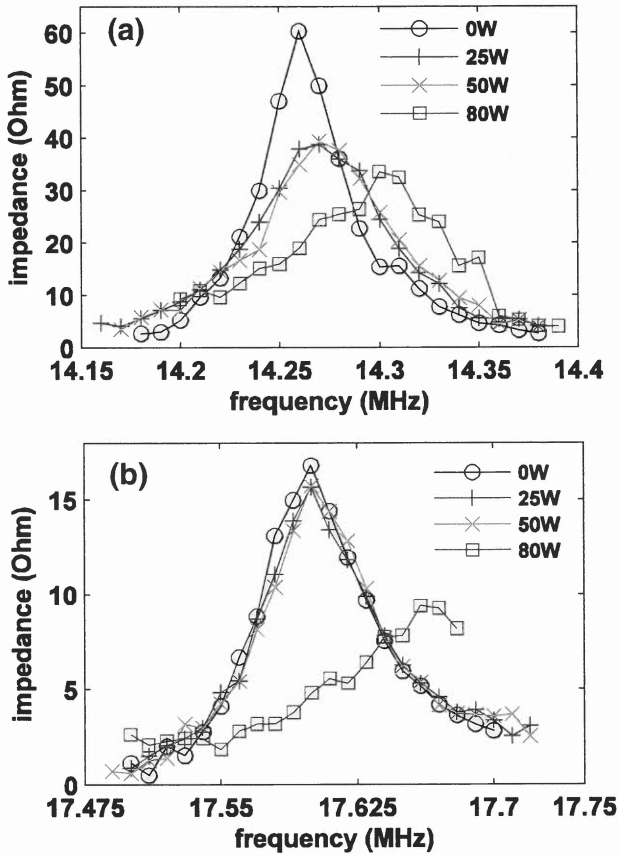 (a)
0W
25W
50W
80W
impedance (Ohm)
60
50
40
30
20
10
0
14.15
14.2
14.25
14.3
14.35
14.4
frequency (MHz)
(b)
0W
25W
50W
80W
impedance (Ohm)
15
10
5
0
17.475
17.55
17.625
17.7
17.75
frequency (MHz)